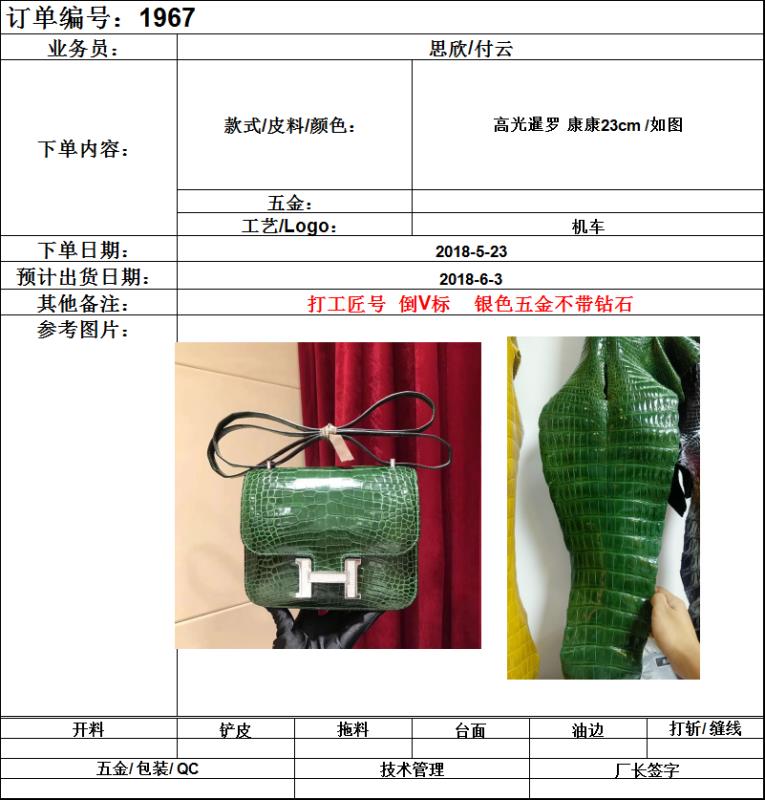 订单编号：1967
业务员： 思欣/付云
下单内容：
款式/皮料/颜色： 高光暹罗 康康23cm /如图
五金：
工艺/Logo： 机车
下单日期： 2018-5-23
预计出货日期： 2018-6-3
其他备注： 打工匠号 倒V标 银色五金不带钻石
参考图片：
H
开料 铲皮 拖料 台面 油边 打斩/缝线
五金/包装/QC 技术管理 厂长签字